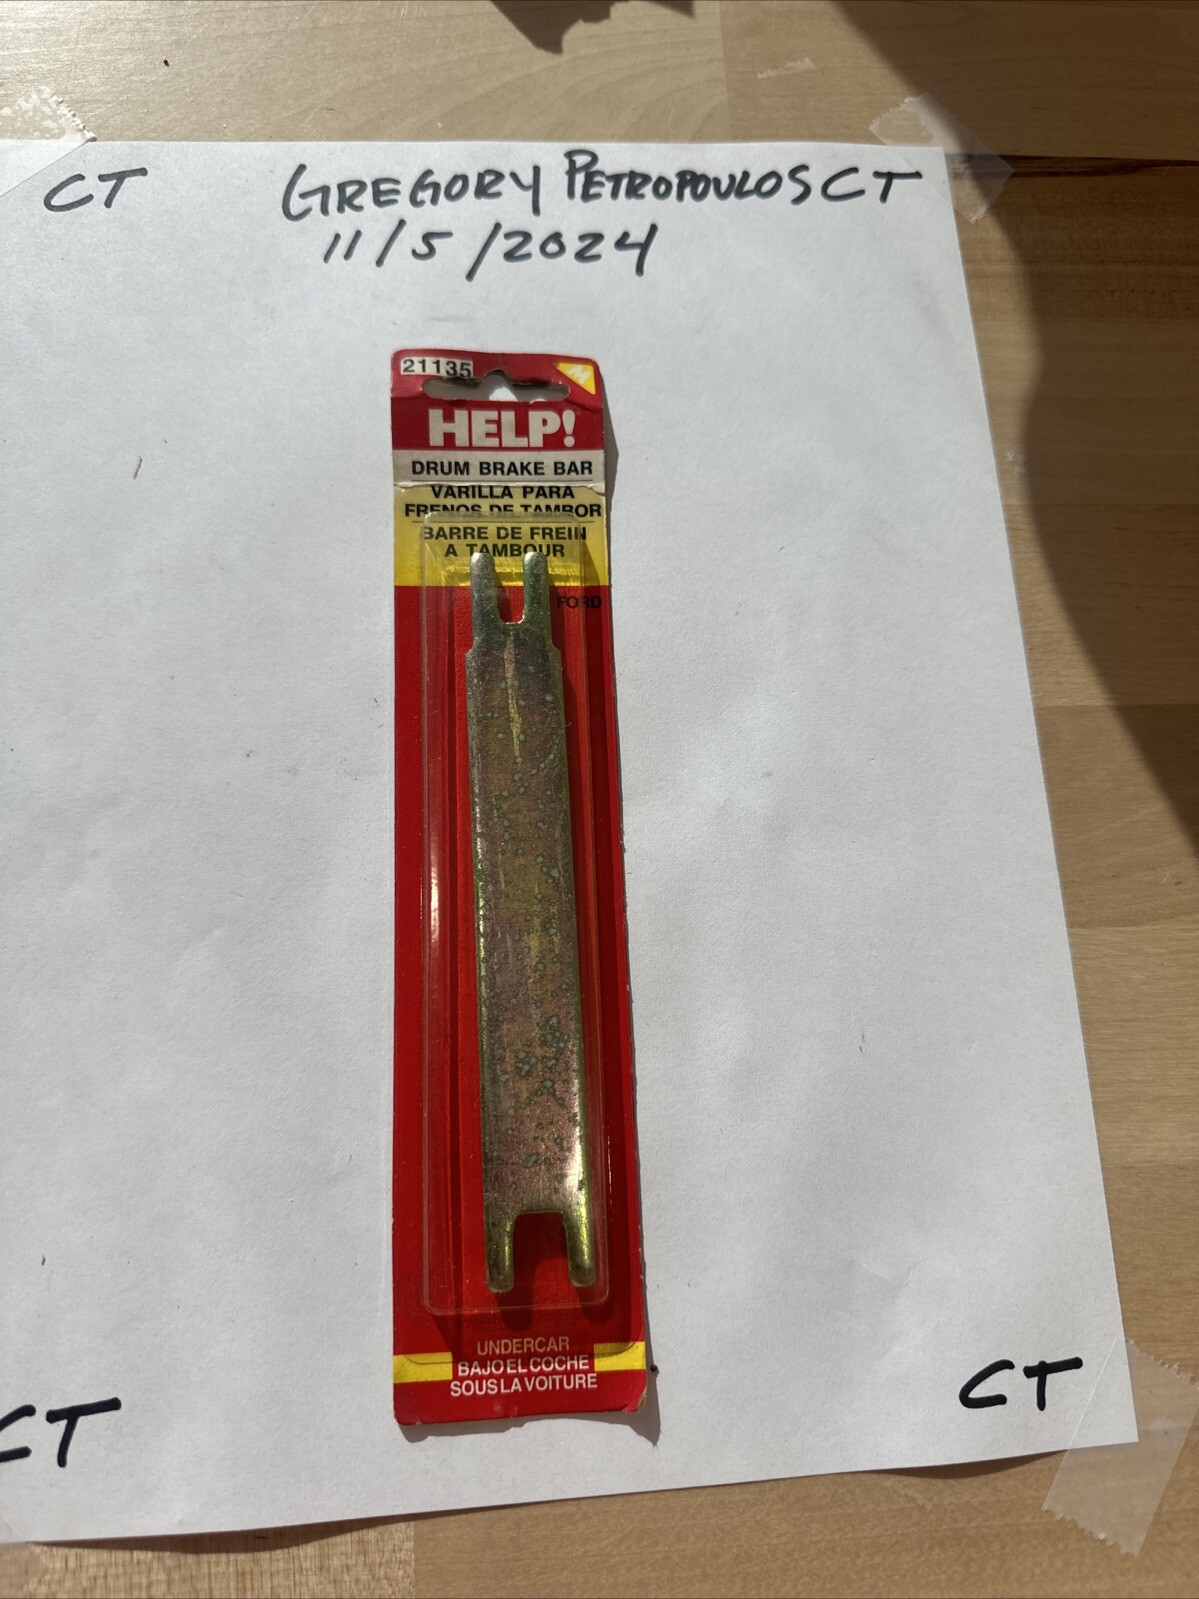 CT GREGORY PETROPOULOS CT
11/5/2024
21135
HELP!
DRUM BRAKE BAR
VARILLA PARA
FRENOS DE TAMBOR
BARRE DE FREIN
A TAMBOUR
FORD
UNDERCAR
BAJO EL COCHE
SOUS LA VOITURE
CT
CT